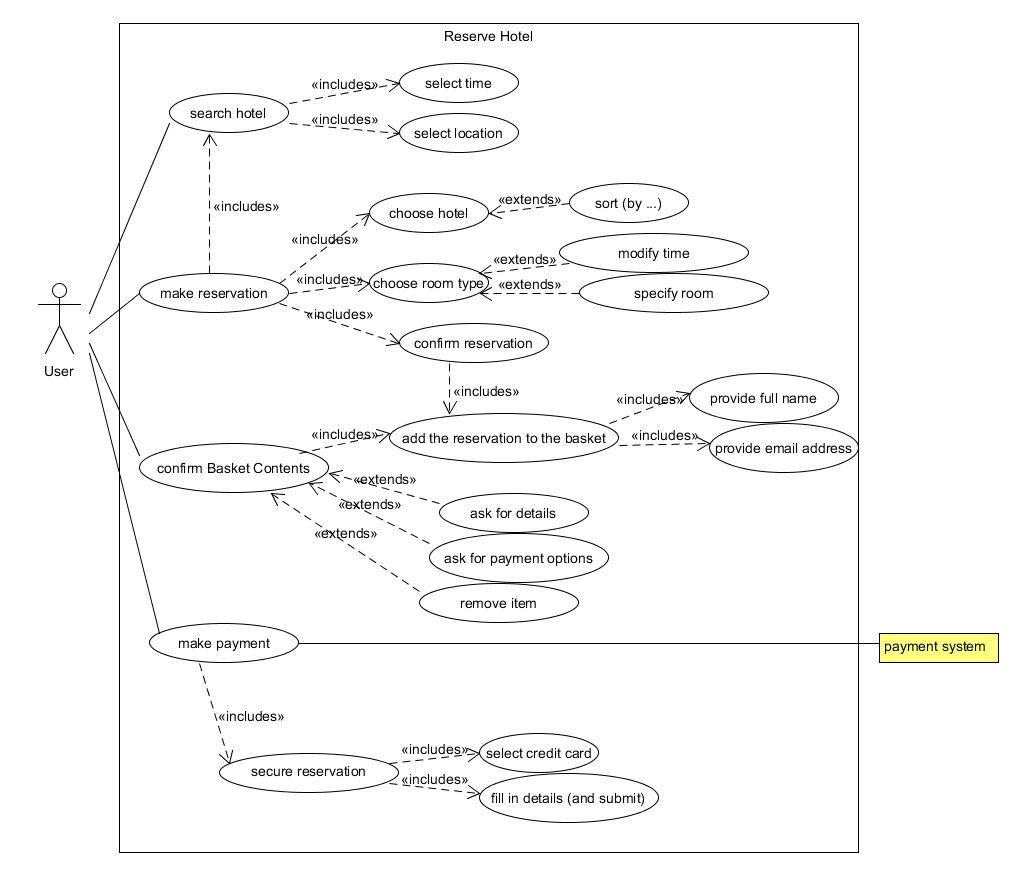 Reserve Hotel
«includes»
select time
search hotel
«includes»
select location
«includes»
choose hotel
«extends»
sort (by ...)
«includes»
«extends»
modify time
make reservation
«includes»
choose room type
«extends»
specify room
«includes»
confirm reservation
User
«includes»
«includes»
provide full name
«includes»
add the reservation to the basket
«includes»
provide email address
confirm Basket Contents
«extends»
ask for details
«extends»
«extends»
ask for payment options
remove item
make payment
payment system
«includes»
secure reservation
«includes»
select credit card
«includes»
fill in details (and submit)